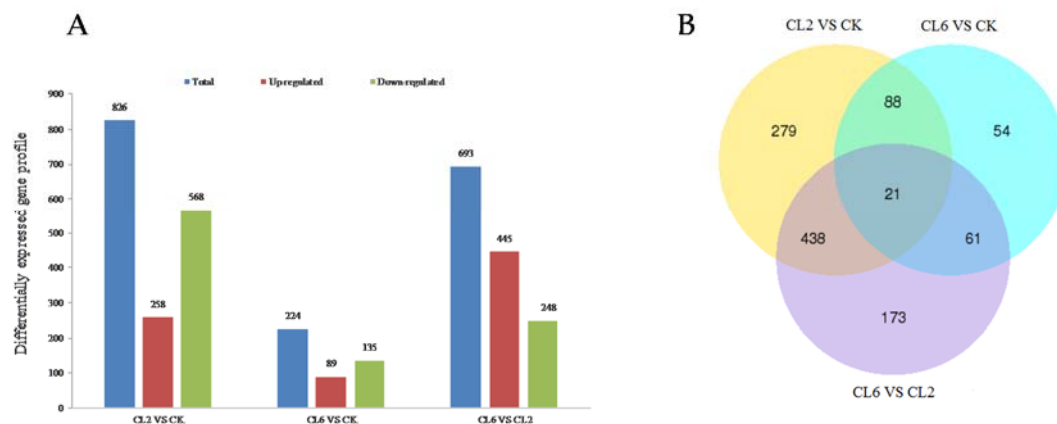 A
Total Upregulated Down-regulated
Differentially expressed gene profile
900
800
700
600
500
400
300
200
100
0
826
258
568
224
89
135
693
445
248
CL2 VS CK
CL6 VS CK
CL6 VS CL2
B
CL2 VS CK
CL6 VS CK
88
279
54
21
438
61
173
CL6 VS CL2